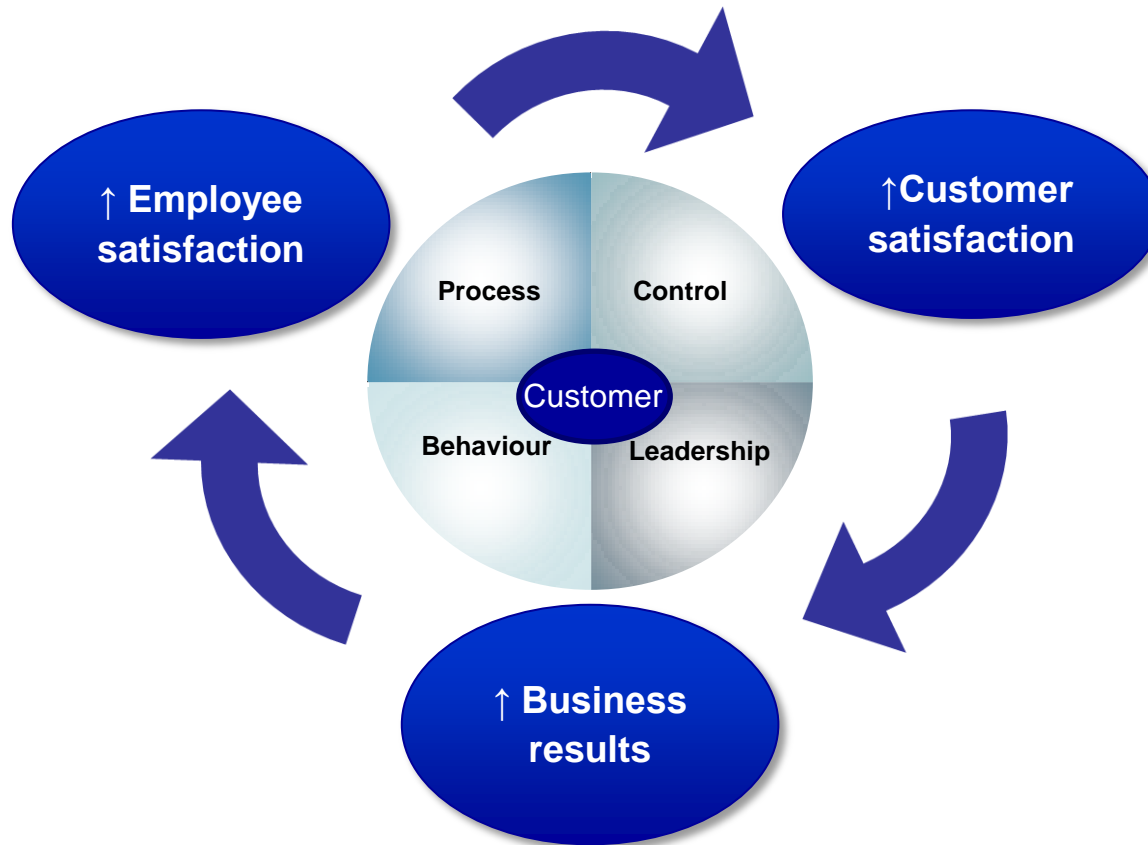 ↑ Employee
satisfaction
↑Customer
satisfaction
Process
Control
Customer
Behaviour
Leadership
↑ Business
results